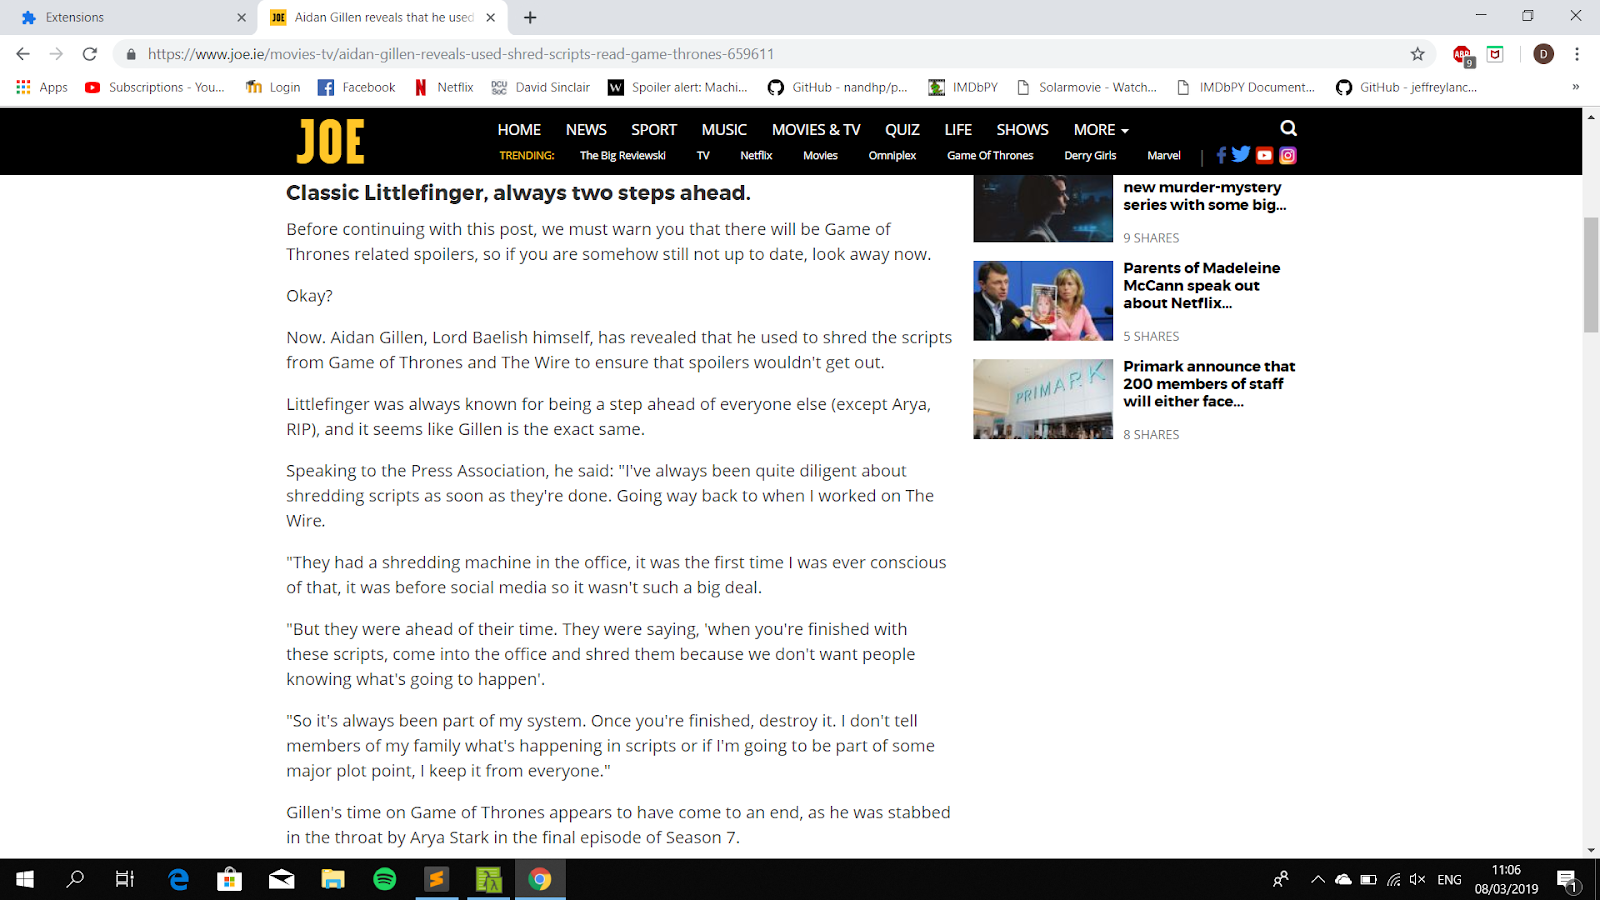 Extensions
Aidan Gillen reveals that he used
https://www.joe.ie/movies-tv/aidan-gillen-reveals-used-shred-scripts-read-game-thrones-659611
ABP
9
D
Apps
Subscriptions - You...
Login
Facebook
Netflix
DCU SoC
David Sinclair
W
Spoiler alert: Machi...
GitHub - nandhp/p...
IMDbPY
Solarmovie - Watch...
IMDbPY Document...
GitHub - jeffreylanc...
»
JOE
HOME NEWS SPORT MUSIC MOVIES & TV QUIZ LIFE SHOWS MORE
TRENDING: The Big Reviewski TV Netflix Movies Omniplex Game Of Thrones Derry Girls Marvel |
Classic Littlefinger, always two steps ahead.
Before continuing with this post, we must warn you that there will be Game of
Thrones related spoilers, so if you are somehow still not up to date, look away now.
Okay?
Now. Aidan Gillen, Lord Baelish himself, has revealed that he used to shred the scripts
from Game of Thrones and The Wire to ensure that spoilers wouldn't get out.
Littlefinger was always known for being a step ahead of everyone else (except Arya,
RIP), and it seems like Gillen is the exact same.
Speaking to the Press Association, he said: "I've always been quite diligent about
shredding scripts as soon as they're done. Going way back to when I worked on The
Wire.
"They had a shredding machine in the office, it was the first time I was ever conscious
of that, it was before social media so it wasn't such a big deal.
"But they were ahead of their time. They were saying, 'when you're finished with
these scripts, come into the office and shred them because we don't want people
knowing what's going to happen'.
"So it's always been part of my system. Once you're finished, destroy it. I don't tell
members of my family what's happening in scripts or if I'm going to be part of some
major plot point, I keep it from everyone."
Gillen's time on Game of Thrones appears to have come to an end, as he was stabbed
in the throat by Arya Stark in the final episode of Season 7.
new murder-mystery
series with some big...
9 SHARES
Parents of Madeleine
McCann speak out
about Netflix...
5 SHARES
PRIMARK
Primark announce that
200 members of staff
will either face...
8 SHARES
ENG
11:06
08/03/2019
1